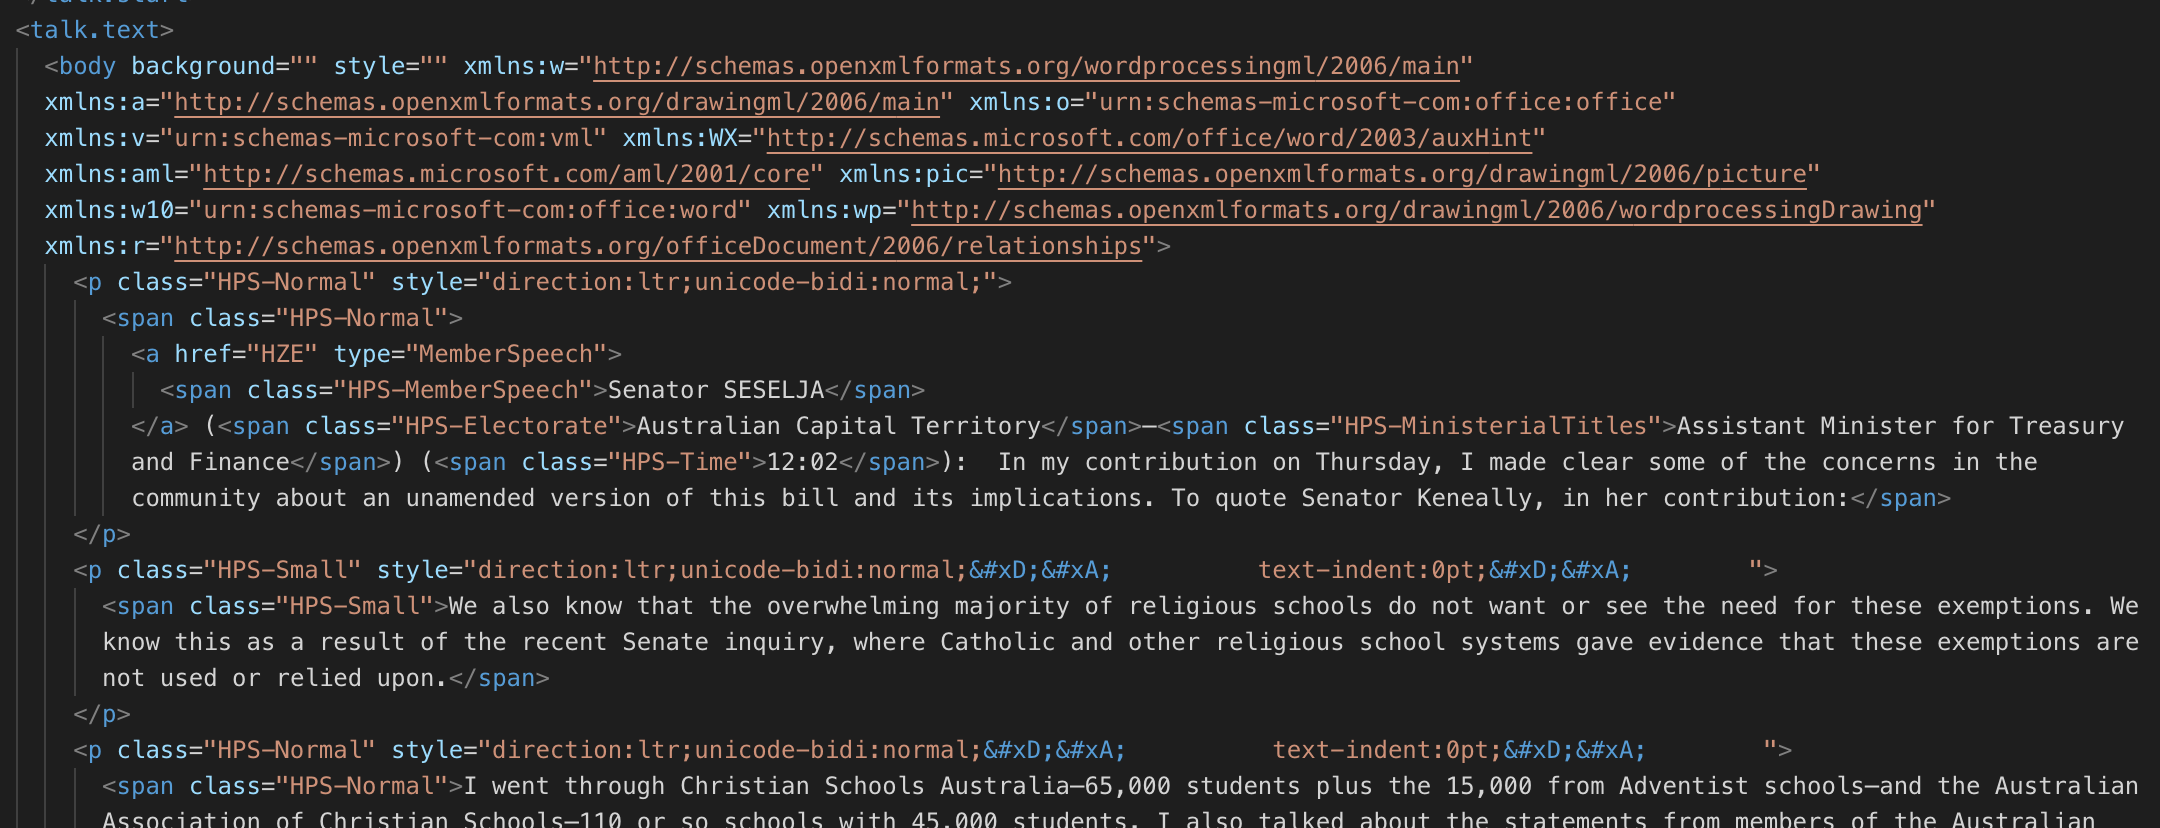 <talk.text>
<body background="" style="" xmlns:w="http://schemas.openxmlformats.org/wordprocessingml/2006/main"
xmlns:a="http://schemas.openxmlformats.org/drawingml/2006/main" xmlns:o="urn:schemas-microsoft-com:office:office"
xmlns:v="urn:schemas-microsoft-com:vml" xmlns:WX="http://schemas.microsoft.com/office/word/2003/auxHint"
xmlns:aml="http://schemas.microsoft.com/aml/2001/core" xmlns:pic="http://schemas.openxmlformats.org/drawingml/2006/picture"
xmlns:w10="urn:schemas-microsoft-com:office:word" xmlns:wp="http://schemas.openxmlformats.org/drawingml/2006/wordprocessingDrawing"
xmlns:r="http://schemas.openxmlformats.org/officeDocument/2006/relationships">
<p class="HPS-Normal" style="direction:ltr;unicode-bidi:normal;">
<span class="HPS-Normal">
<a href="HZE" type="MemberSpeech">
<span class="HPS-MemberSpeech">Senator SESELJA</span>
</a> (<span class="HPS-Electorate">Australian Capital Territory</span>—<span class="HPS-MinisterialTitles">Assistant Minister for Treasury
and Finance</span>) (<span class="HPS-Time">12:02</span>):  In my contribution on Thursday, I made clear some of the concerns in the
community about an unamended version of this bill and its implications. To quote Senator Keneally, in her contribution:</span>
</p>
<p class="HPS-Small" style="direction:ltr;unicode-bidi:normal;&#xD;&#xA;          text-indent:0pt;&#xD;&#xA;        ">
<span class="HPS-Small">We also know that the overwhelming majority of religious schools do not want or see the need for these exemptions. We
know this as a result of the recent Senate inquiry, where Catholic and other religious school systems gave evidence that these exemptions are
not used or relied upon.</span>
</p>
<p class="HPS-Normal" style="direction:ltr;unicode-bidi:normal;&#xD;&#xA;          text-indent:0pt;&#xD;&#xA;        ">
<span class="HPS-Normal">I went through Christian Schools Australia—65,000 students plus the 15,000 from Adventist schools—and the Australian
Association of Christian Schools—110 or so schools with 45,000 students. I also talked about the statements from members of the Australian